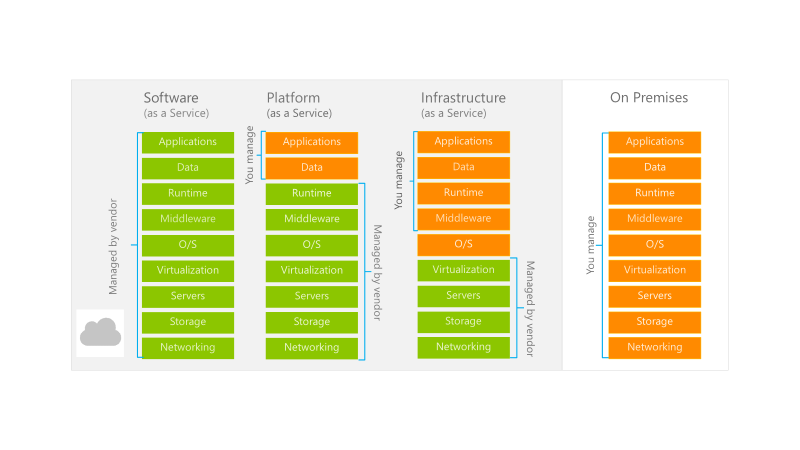 Software
(as a Service)
Managed by vendor
Applications
Data
Runtime
Middleware
O/S
Virtualization
Servers
Storage
Networking
Platform
(as a Service)
You manage
Applications
Data
Runtime
Middleware
O/S
Virtualization
Servers
Storage
Networking
Managed by vendor
Infrastructure
(as a Service)
You manage
Applications
Data
Runtime
Middleware
O/S
Virtualization
Servers
Storage
Networking
Managed by vendor
On Premises
You manage
Applications
Data
Runtime
Middleware
O/S
Virtualization
Servers
Storage
Networking